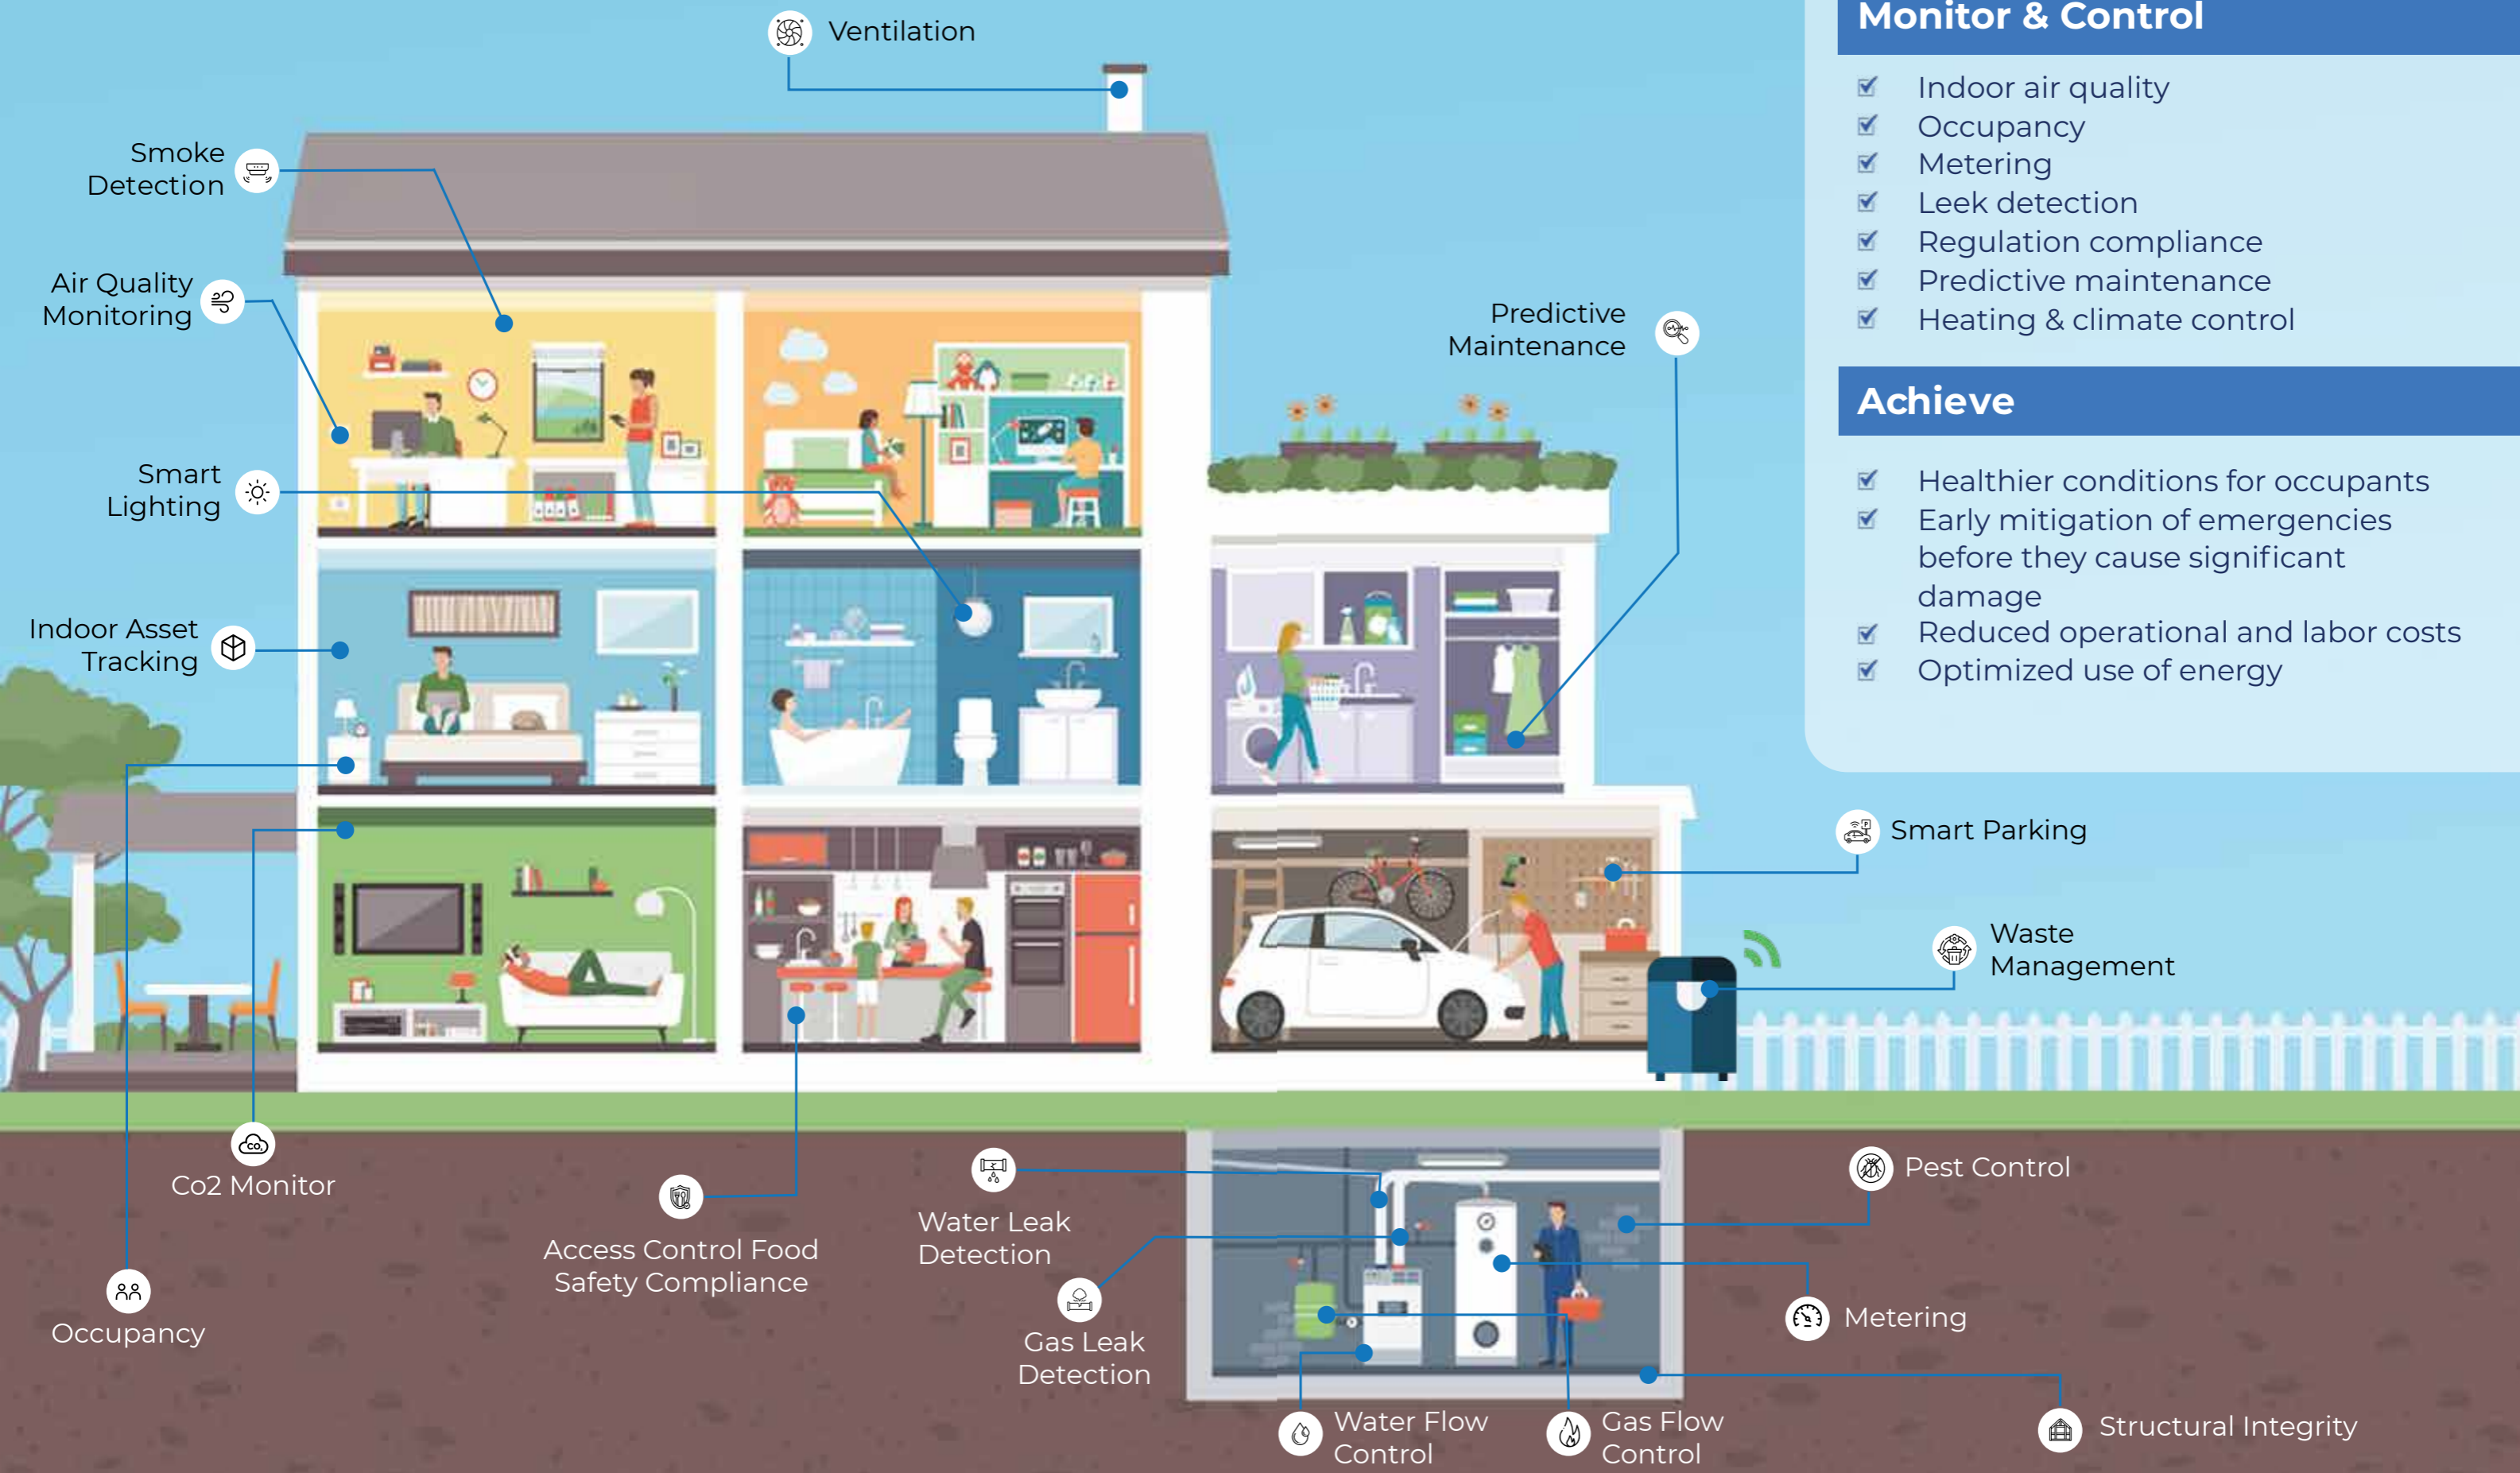 Ventilation
Smoke
Detection
Air Quality
Monitoring
Smart
Lighting
Indoor Asset
Tracking
Predictive
Maintenance
Monitor & Control
Indoor air quality
Occupancy
Metering
Leek detection
Regulation compliance
Predictive maintenance
Heating & climate control
Achieve
Healthier conditions for occupants
Early mitigation of emergencies
before they cause significant
damage
Reduced operational and labor costs
Optimized use of energy
Smart Parking
Waste
Management
Co2 Monitor
Occupancy
Access Control Food
Safety Compliance
Water Leak
Detection
Gas Leak
Detection
Water Flow
Control
Gas Flow
Control
Pest Control
Metering
Structural Integrity